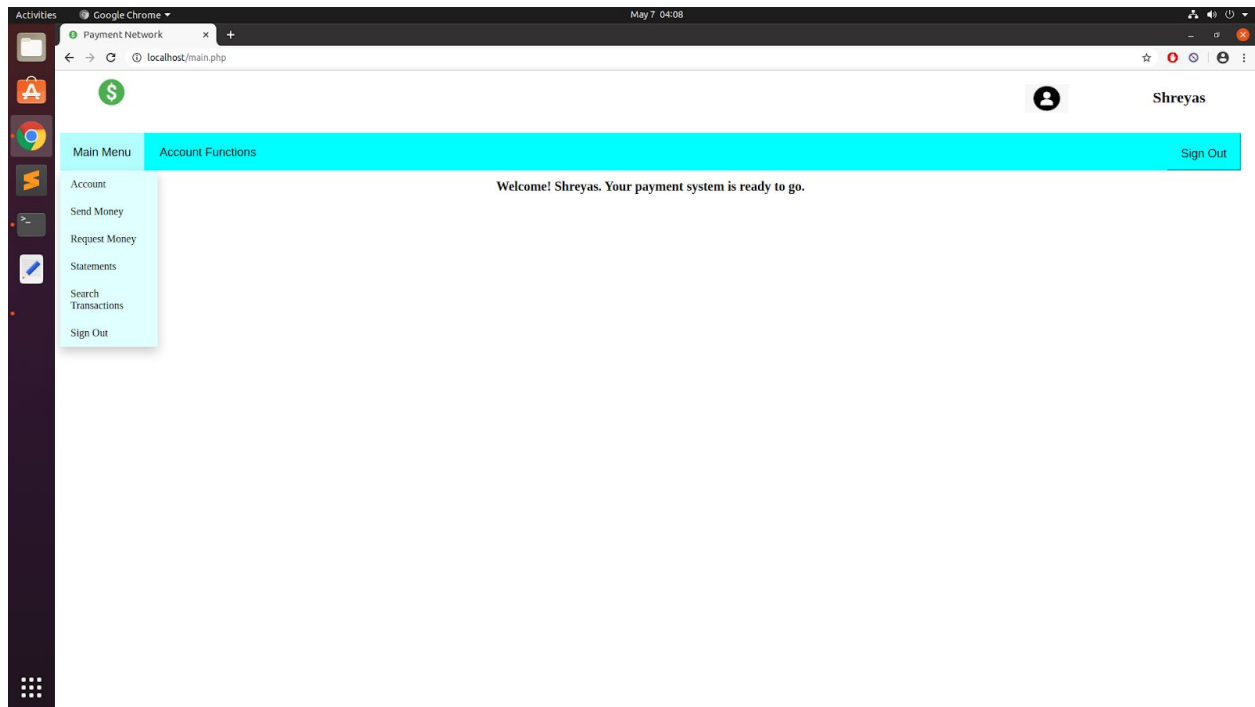 Activities Google Chrome May 7 04:08
Payment Network
localhost/main.php
$ Shreyas
Main Menu Account Functions Sign Out
Welcome! Shreyas. Your payment system is ready to go.
Account
Send Money
Request Money
Statements
Search
Transactions
Sign Out